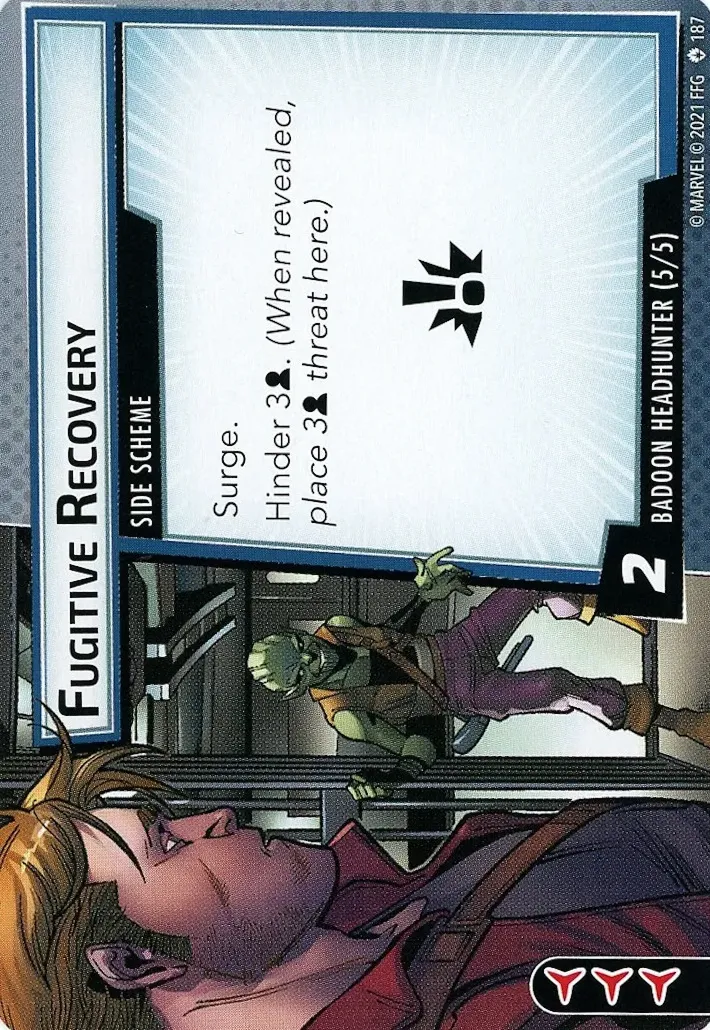 FUGITIVE RECOVERY
SIDE SCHEME
Surge.
Hinder 3. (When revealed,
place 3 threat here.)
2
BADOON HEADHUNTER (5/5)
© MARVEL © 2021 FFG 187